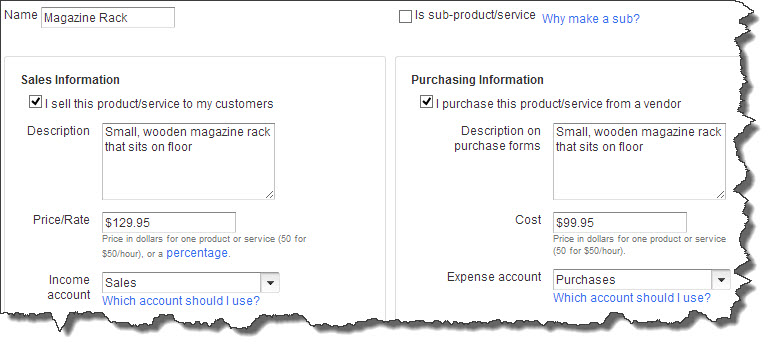 Name Magazine Rack
Is sub-product/service Why make a sub?
Sales Information
I sell this product/service to my customers
Description Small, wooden magazine rack
that sits on floor
Price/Rate $129.95
Price in dollars for one product or service (50 for
$50/hour), or a percentage.
Income
account Sales
Which account should I use?
Purchasing Information
I purchase this product/service from a vendor
Description on
purchase forms
Small, wooden magazine rack
that sits on floor
Cost $99.95
Price in dollars for one product or service
(50 for $50/hour).
Expense account Purchases
Which account should I use?